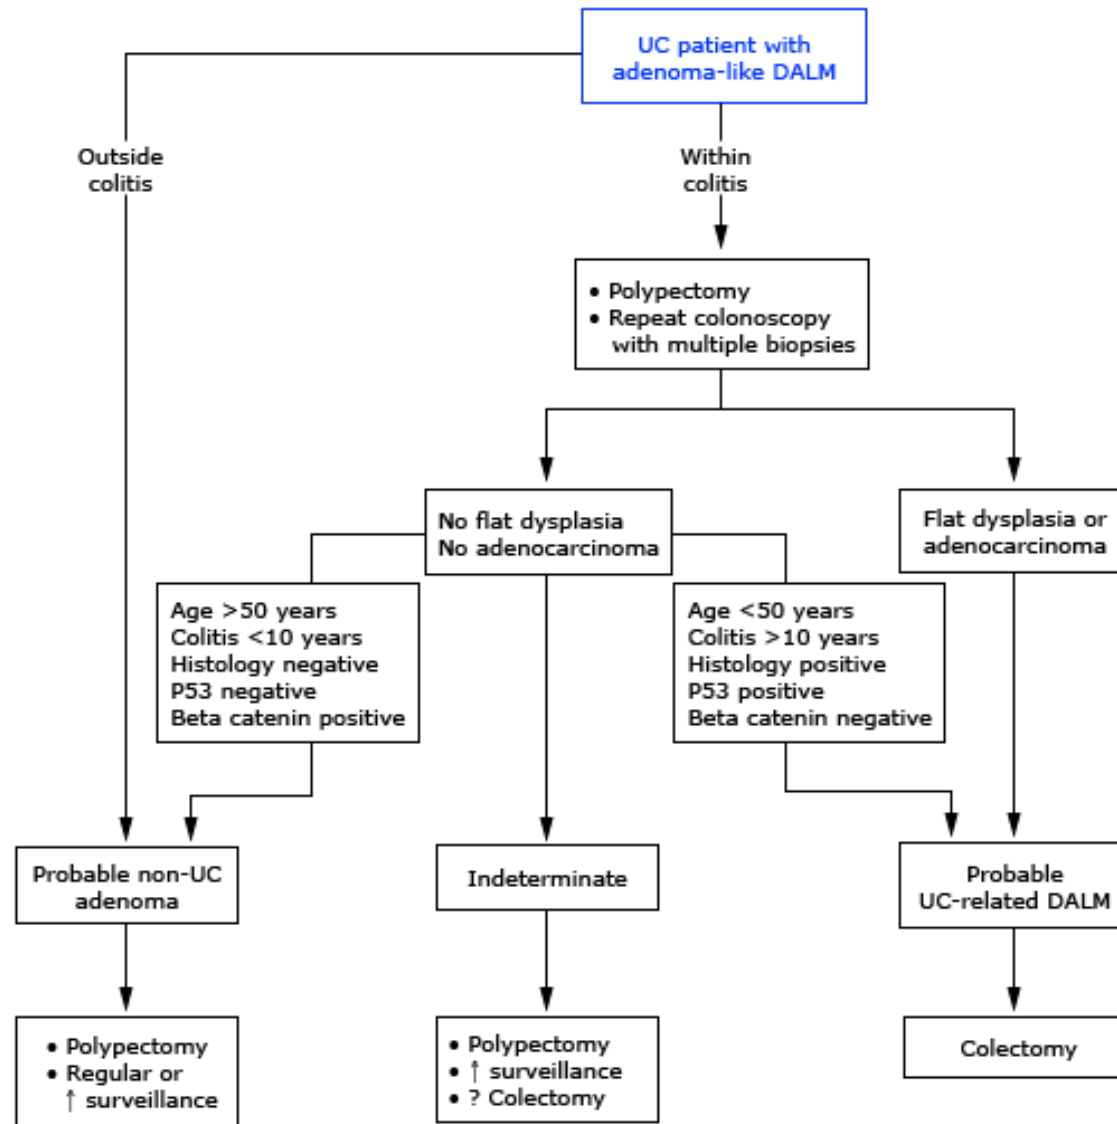 UC patient with
adenoma-like DALM
Outside
colitis
Within
colitis
• Polypectomy
• Repeat colonoscopy
with multiple biopsies
No flat dysplasia
No adenocarcinoma
Flat dysplasia or
adenocarcinoma
Age >50 years
Colitis <10 years
Histology negative
P53 negative
Beta catenin positive
Age <50 years
Colitis >10 years
Histology positive
P53 positive
Beta catenin negative
Probable non-UC
adenoma
Indeterminate
Probable
UC-related DALM
• Polypectomy
• Regular or
↑ surveillance
• Polypectomy
• ↑ surveillance
• ? Colectomy
Colectomy